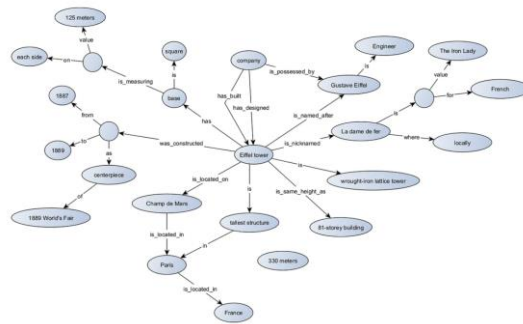 125 meters
value
each side
on
square
is
is_measuring
base
company
is_possessed_by
Engineer
is
Gustave Eiffel
The Iron Lady
value
for
French
is
has_built
has_designed
is_named_after
1887
from
has
to
1889
was_constructed
as
is_nicknamed
La dame de fer
where
locally
Eiffel tower
centerpiece
is_located_on
is
wrought-iron lattice tower
is
is_same_height_as
of
1889 World's Fair
Champ de Mars
tallest structure
81-storey building
is_located_in
in
Paris
330 meters
is_located_in
France